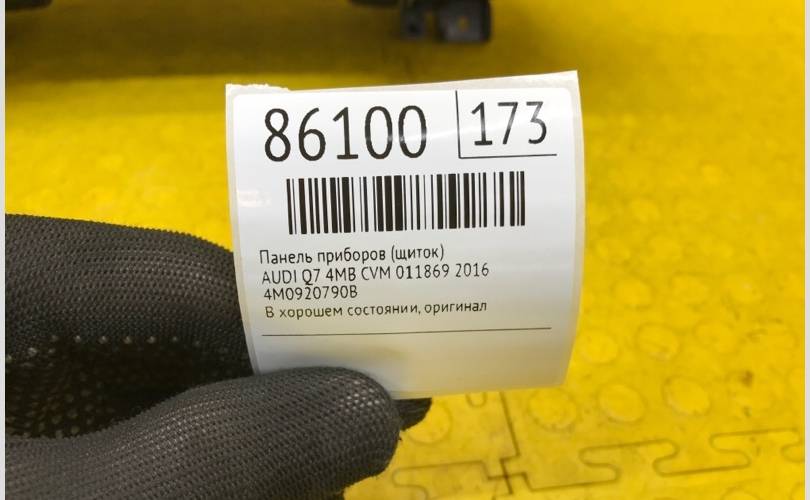 86100 173
Панель приборов (щиток)
AUDI Q7 4MB CVM 011869 2016
4M0920790B
В хорошем состоянии, оригинал